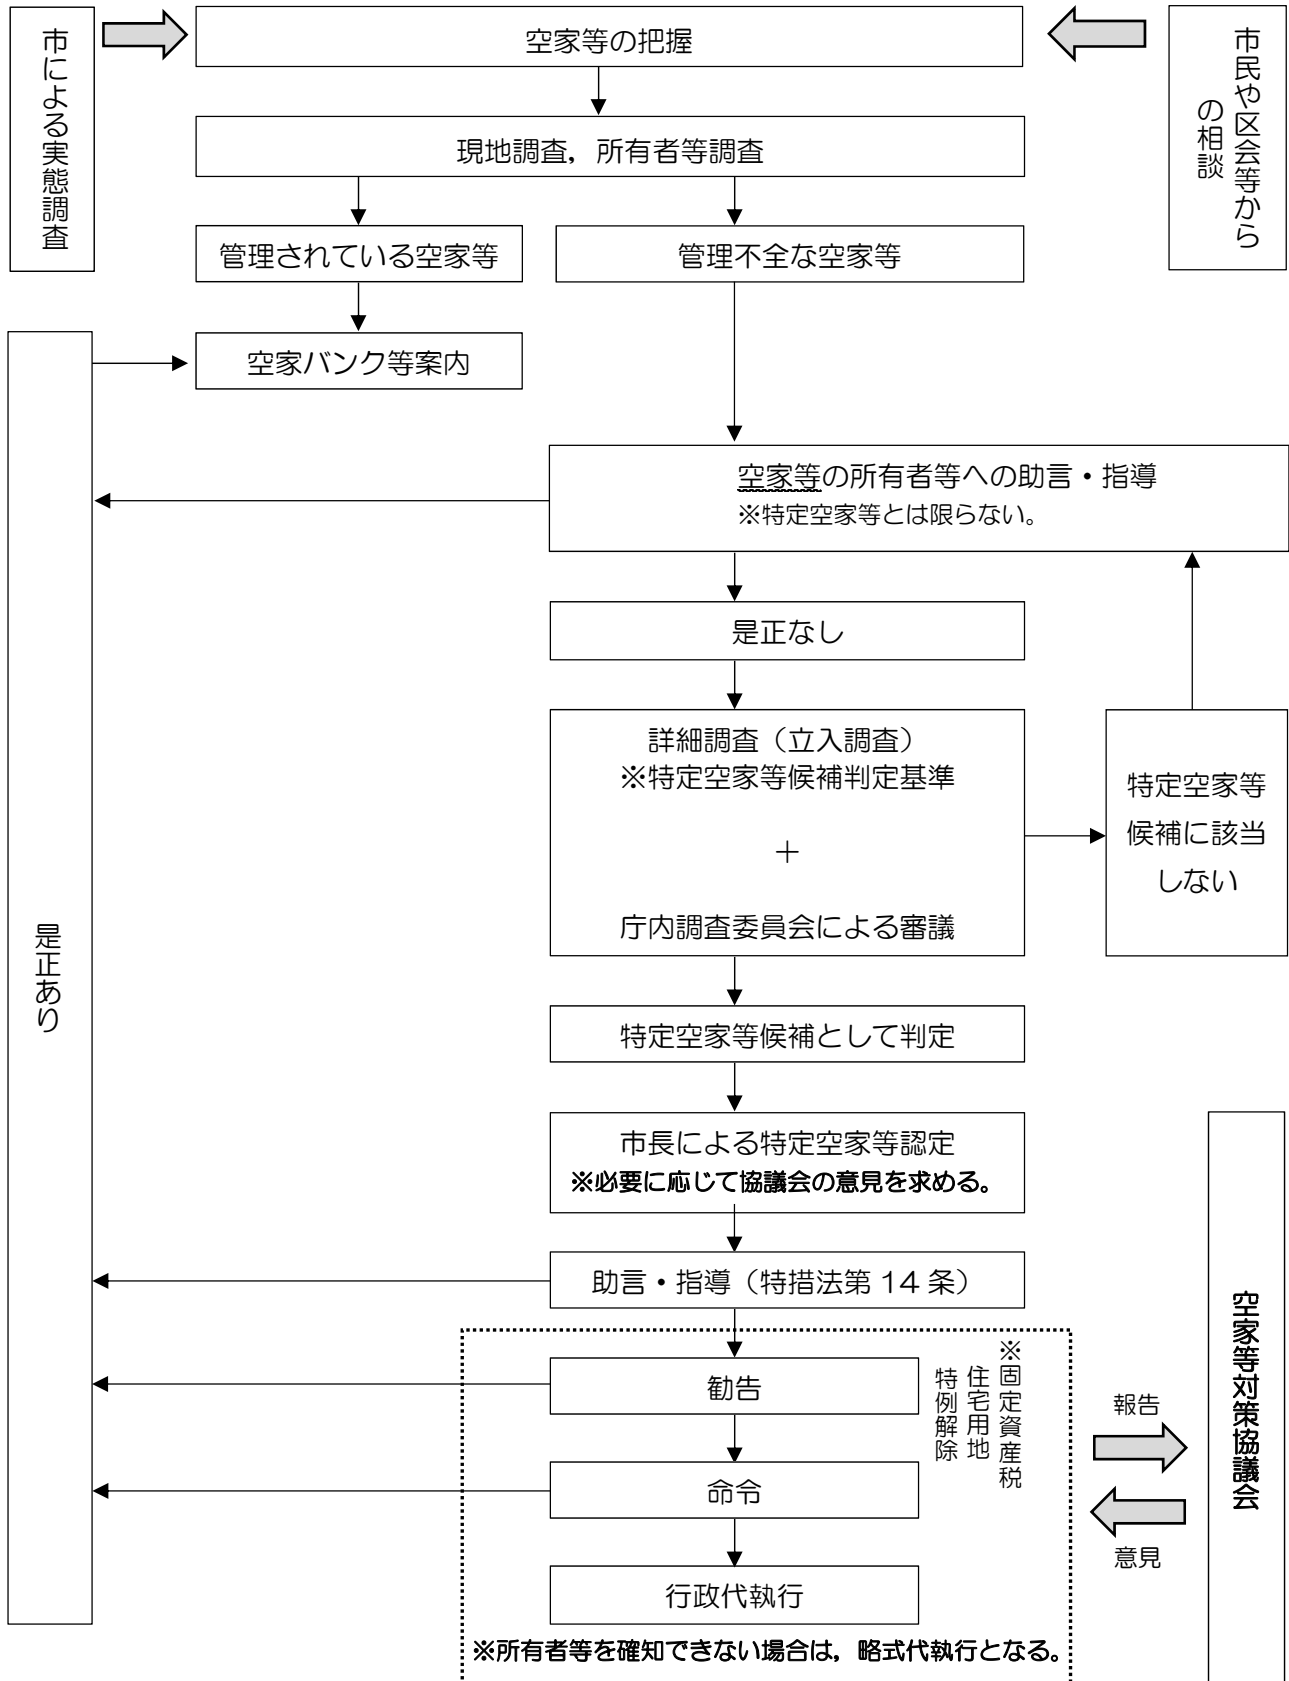 市による実態調査
空家等の把握
市民や区会等から
の相談
現地調査，所有者等調査
管理されている空家等
管理不全な空家等
空家バンク等案内
空家等の所有者等への助言・指導
※特定空家等とは限らない。
是正なし
詳細調査（立入調査）
※特定空家等候補判定基準
＋
庁内調査委員会による審議
特定空家等
候補に該当
しない
是正あり
特定空家等候補として判定
市長による特定空家等認定
※必要に応じて協議会の意見を求める。
助言・指導（特措法第 14 条）
勧告
※固定資産税
住宅用地
特例解除
命令
行政代執行
※所有者等を確知できない場合は，略式代執行となる。
報告
意見
空家等対策協議会